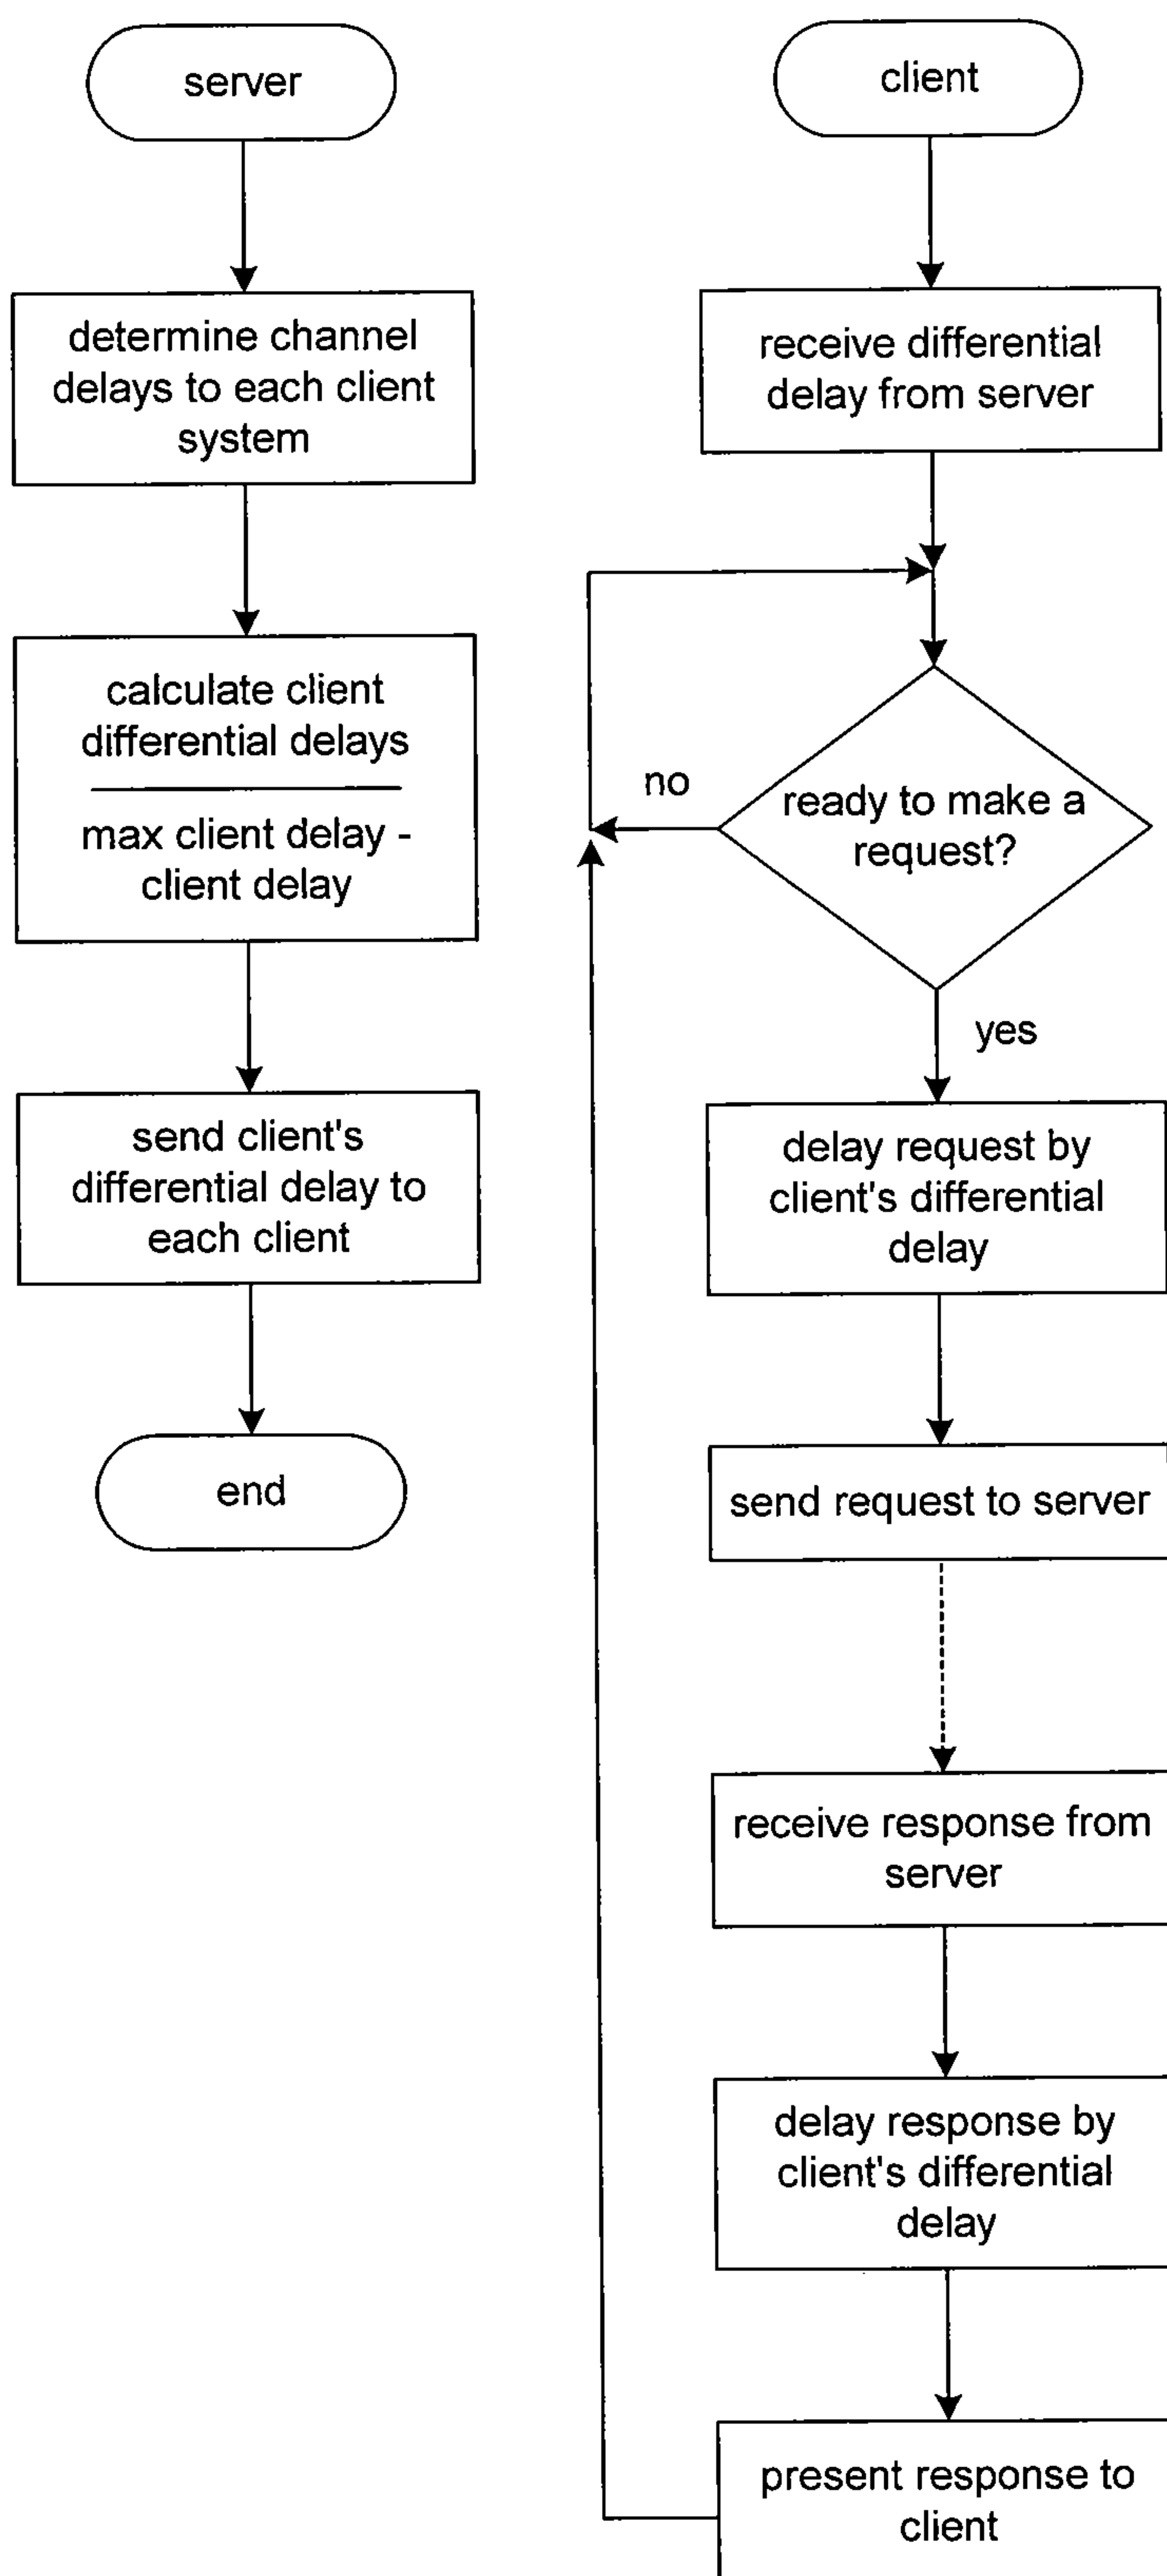 server
determine channel
delays to each client
system
calculate client
differential delays
max client delay -
client delay
send client's
differential delay to
each client
end
client
receive differential
delay from server
ready to make a
request?
no
yes
delay request by
client's differential
delay
send request to server
receive response from
server
delay response by
client's differential
delay
present response to
client